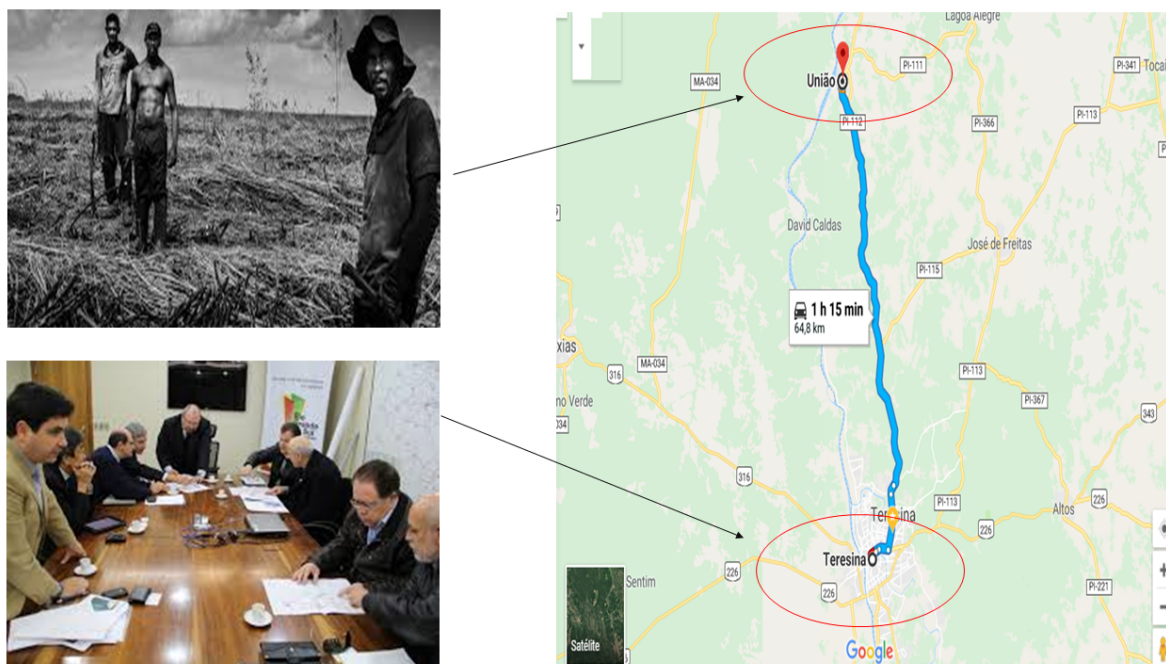 Lagoa Alegre
PI-111
PI-341
MA-034
União
PI-113
PI-112
PI-366
David Caldas
José de Freitas
PI-115
1 h 15 min
64,8 km
xias
316
MA-034
PI-113
PI-367
mo Verde
034
343
316
226
PI-113
Altos
Teresina
226
Teresina
226
Sentim
226
PI-221
Satélite
Google